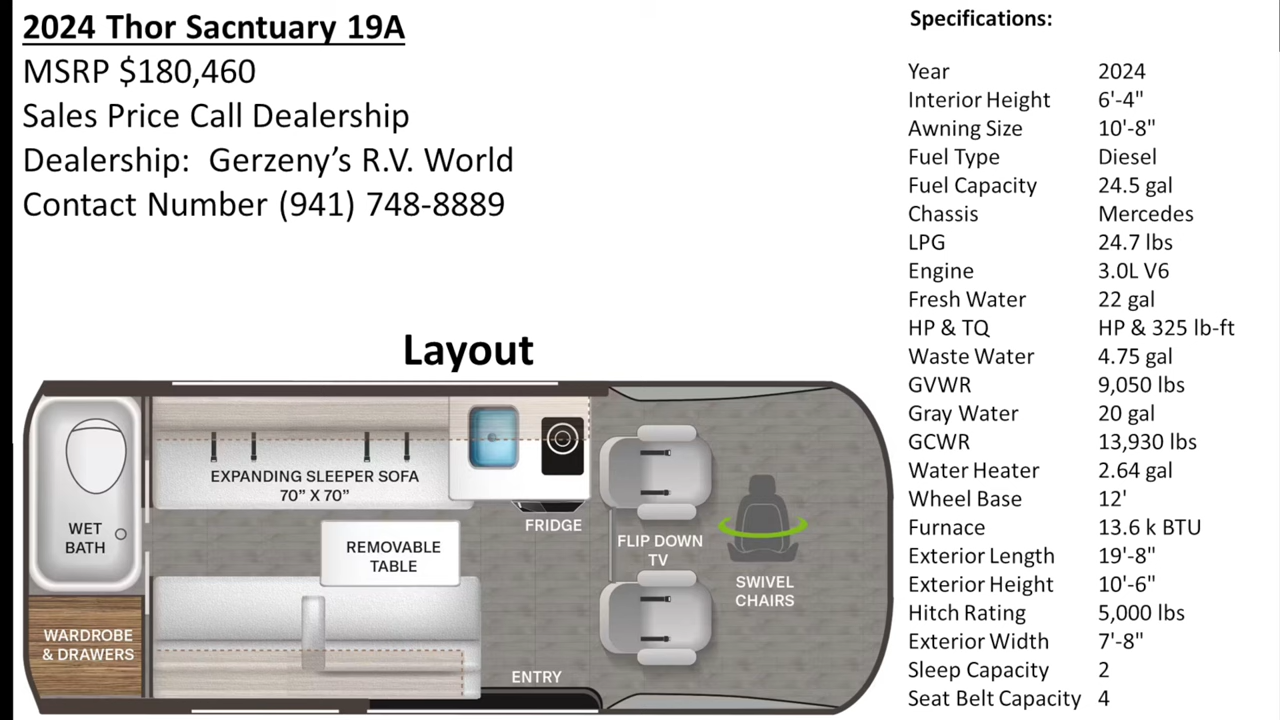 2024 Thor Sacntuary 19A
MSRP $180,460
Sales Price Call Dealership
Dealership:  Gerzeny’s R.V. World
Contact Number (941) 748-8889
Layout
EXPANDING SLEEPER SOFA
70” X 70”
WET
BATH
REMOVABLE
TABLE
FRIDGE
FLIP DOWN
TV
SWIVEL
CHAIRS
WARDROBE
& DRAWERS
ENTRY
Specifications:
Year 2024
Interior Height 6'-4"
Awning Size 10'-8"
Fuel Type Diesel
Fuel Capacity 24.5 gal
Chassis Mercedes
LPG 24.7 lbs
Engine 3.0L V6
Fresh Water 22 gal
HP & TQ HP & 325 lb-ft
Waste Water 4.75 gal
GVWR 9,050 lbs
Gray Water 20 gal
GCWR 13,930 lbs
Water Heater 2.64 gal
Wheel Base 12'
Furnace 13.6 k BTU
Exterior Length 19'-8"
Exterior Height 10'-6"
Hitch Rating 5,000 lbs
Exterior Width 7'-8"
Sleep Capacity 2
Seat Belt Capacity 4